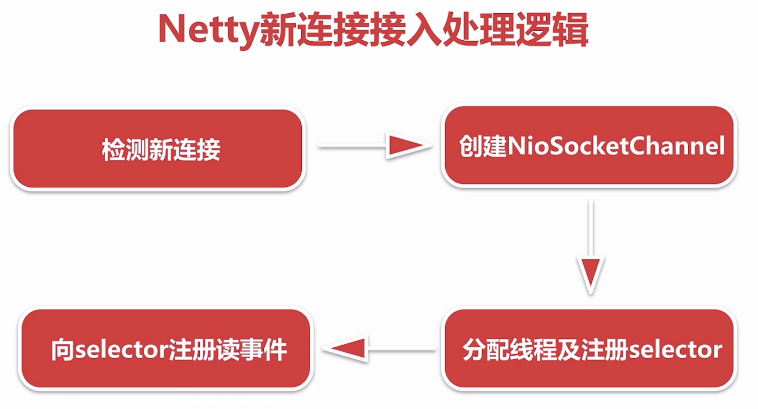 Netty新连接接入处理逻辑
检测新连接
创建NioSocketChannel
分配线程及注册selector
向selector注册读事件